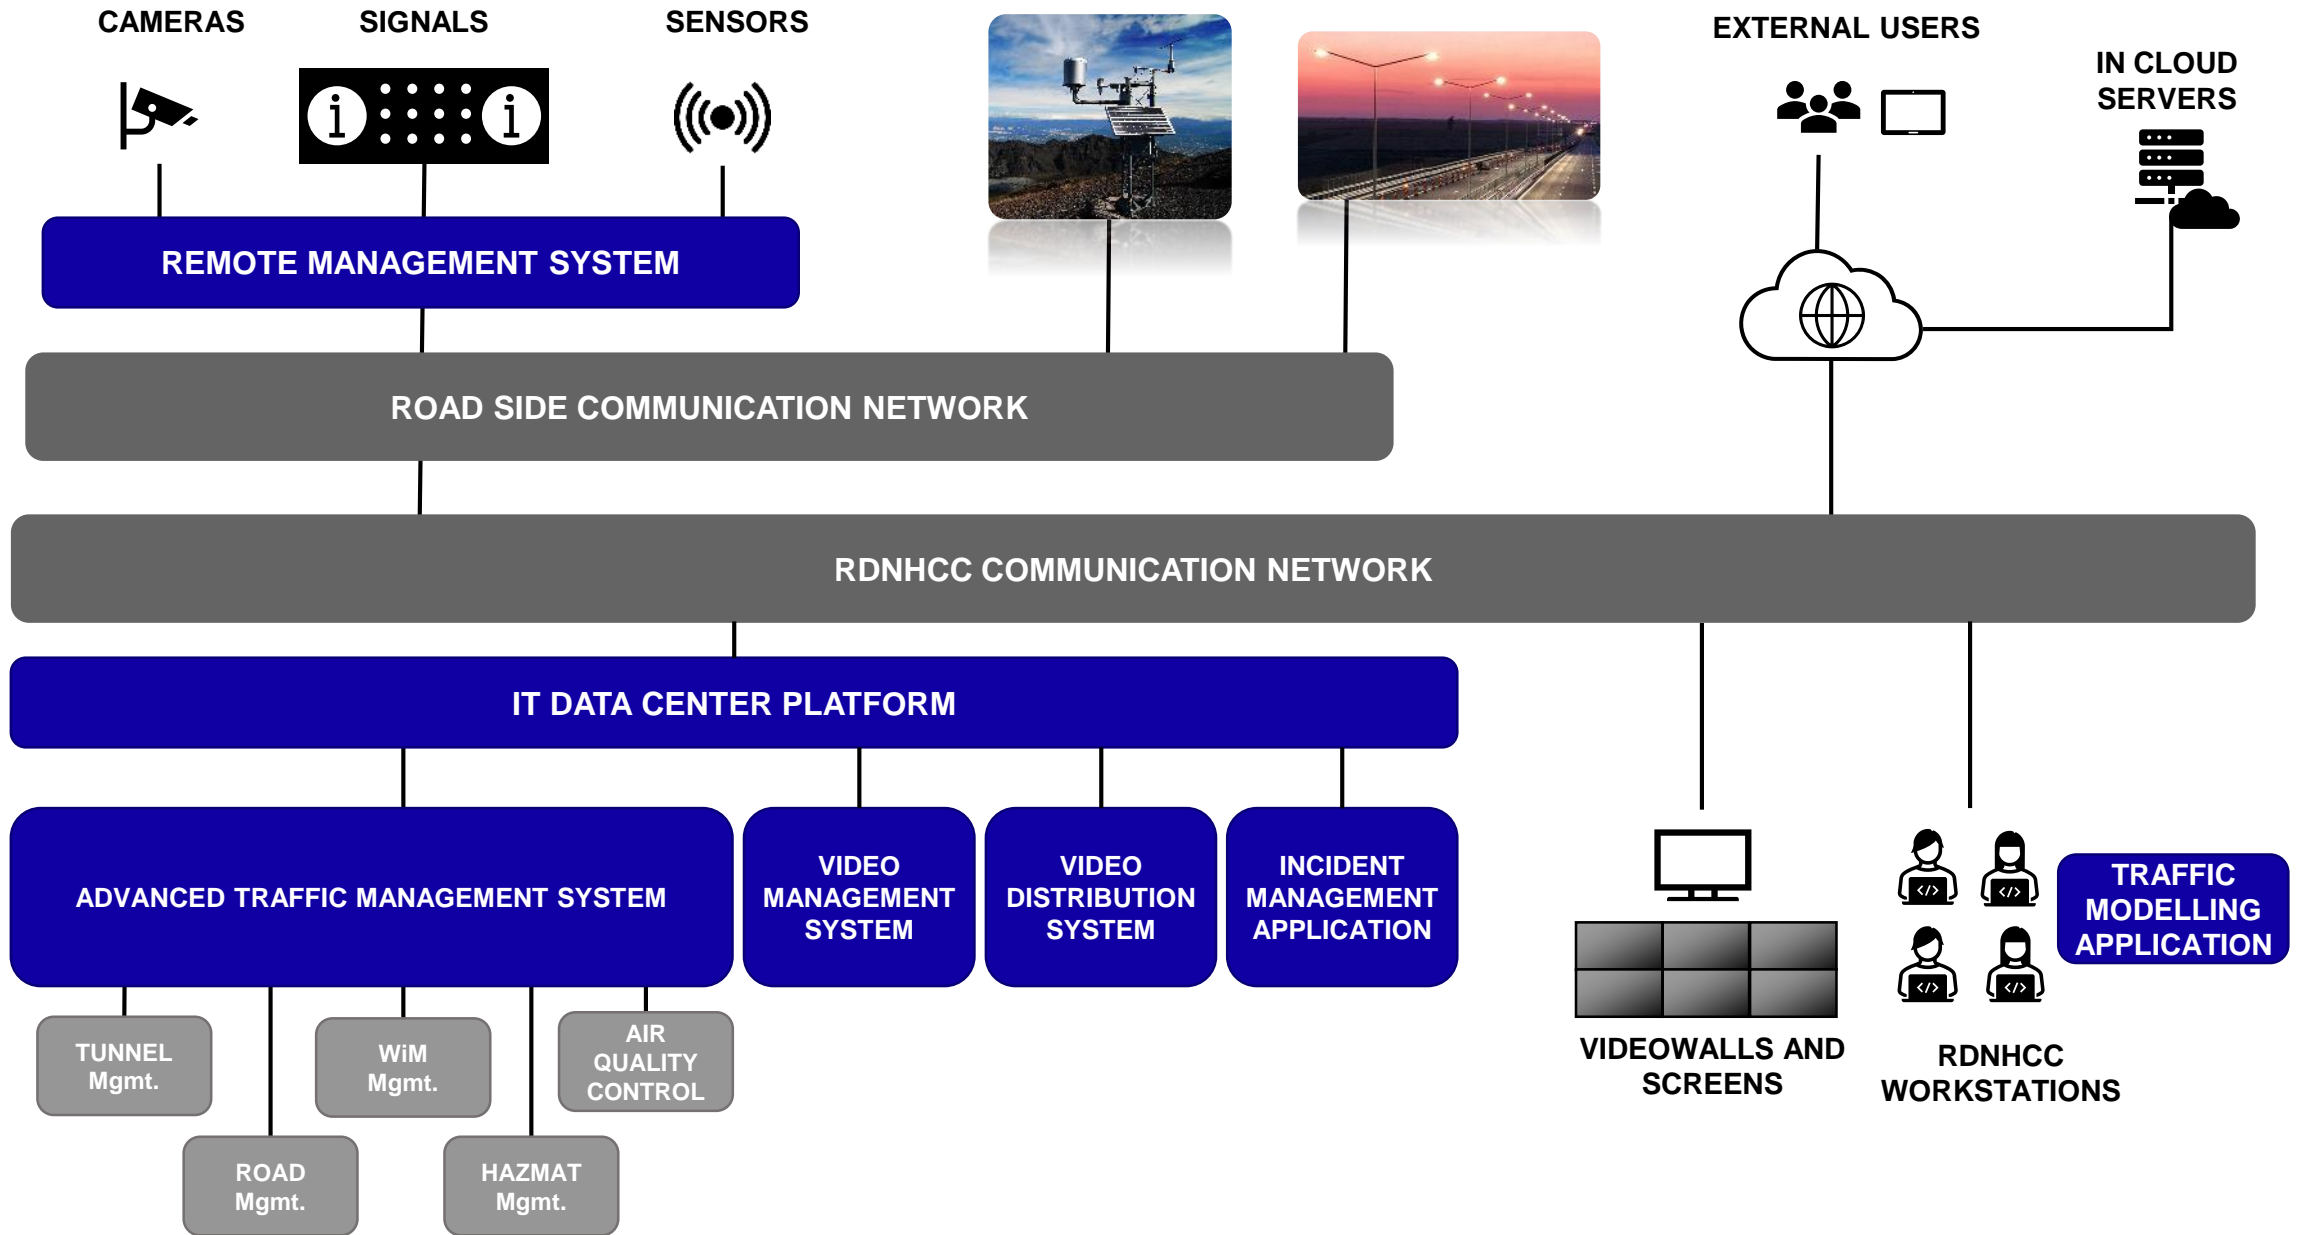 CAMERAS
SIGNALS
SENSORS
EXTERNAL USERS
IN CLOUD
SERVERS
i
i
REMOTE MANAGEMENT SYSTEM
ROAD SIDE COMMUNICATION NETWORK
RDNHCC COMMUNICATION NETWORK
IT DATA CENTER PLATFORM
ADVANCED TRAFFIC MANAGEMENT SYSTEM
VIDEO
MANAGEMENT
SYSTEM
VIDEO
DISTRIBUTION
SYSTEM
INCIDENT
MANAGEMENT
APPLICATION
</>
</>
</>
</>
TRAFFIC
MODELLING
APPLICATION
TUNNEL
Mgmt.
WiM
Mgmt.
AIR
QUALITY
CONTROL
ROAD
Mgmt.
HAZMAT
Mgmt.
VIDEOWALLS AND
SCREENS
RDNHCC
WORKSTATIONS